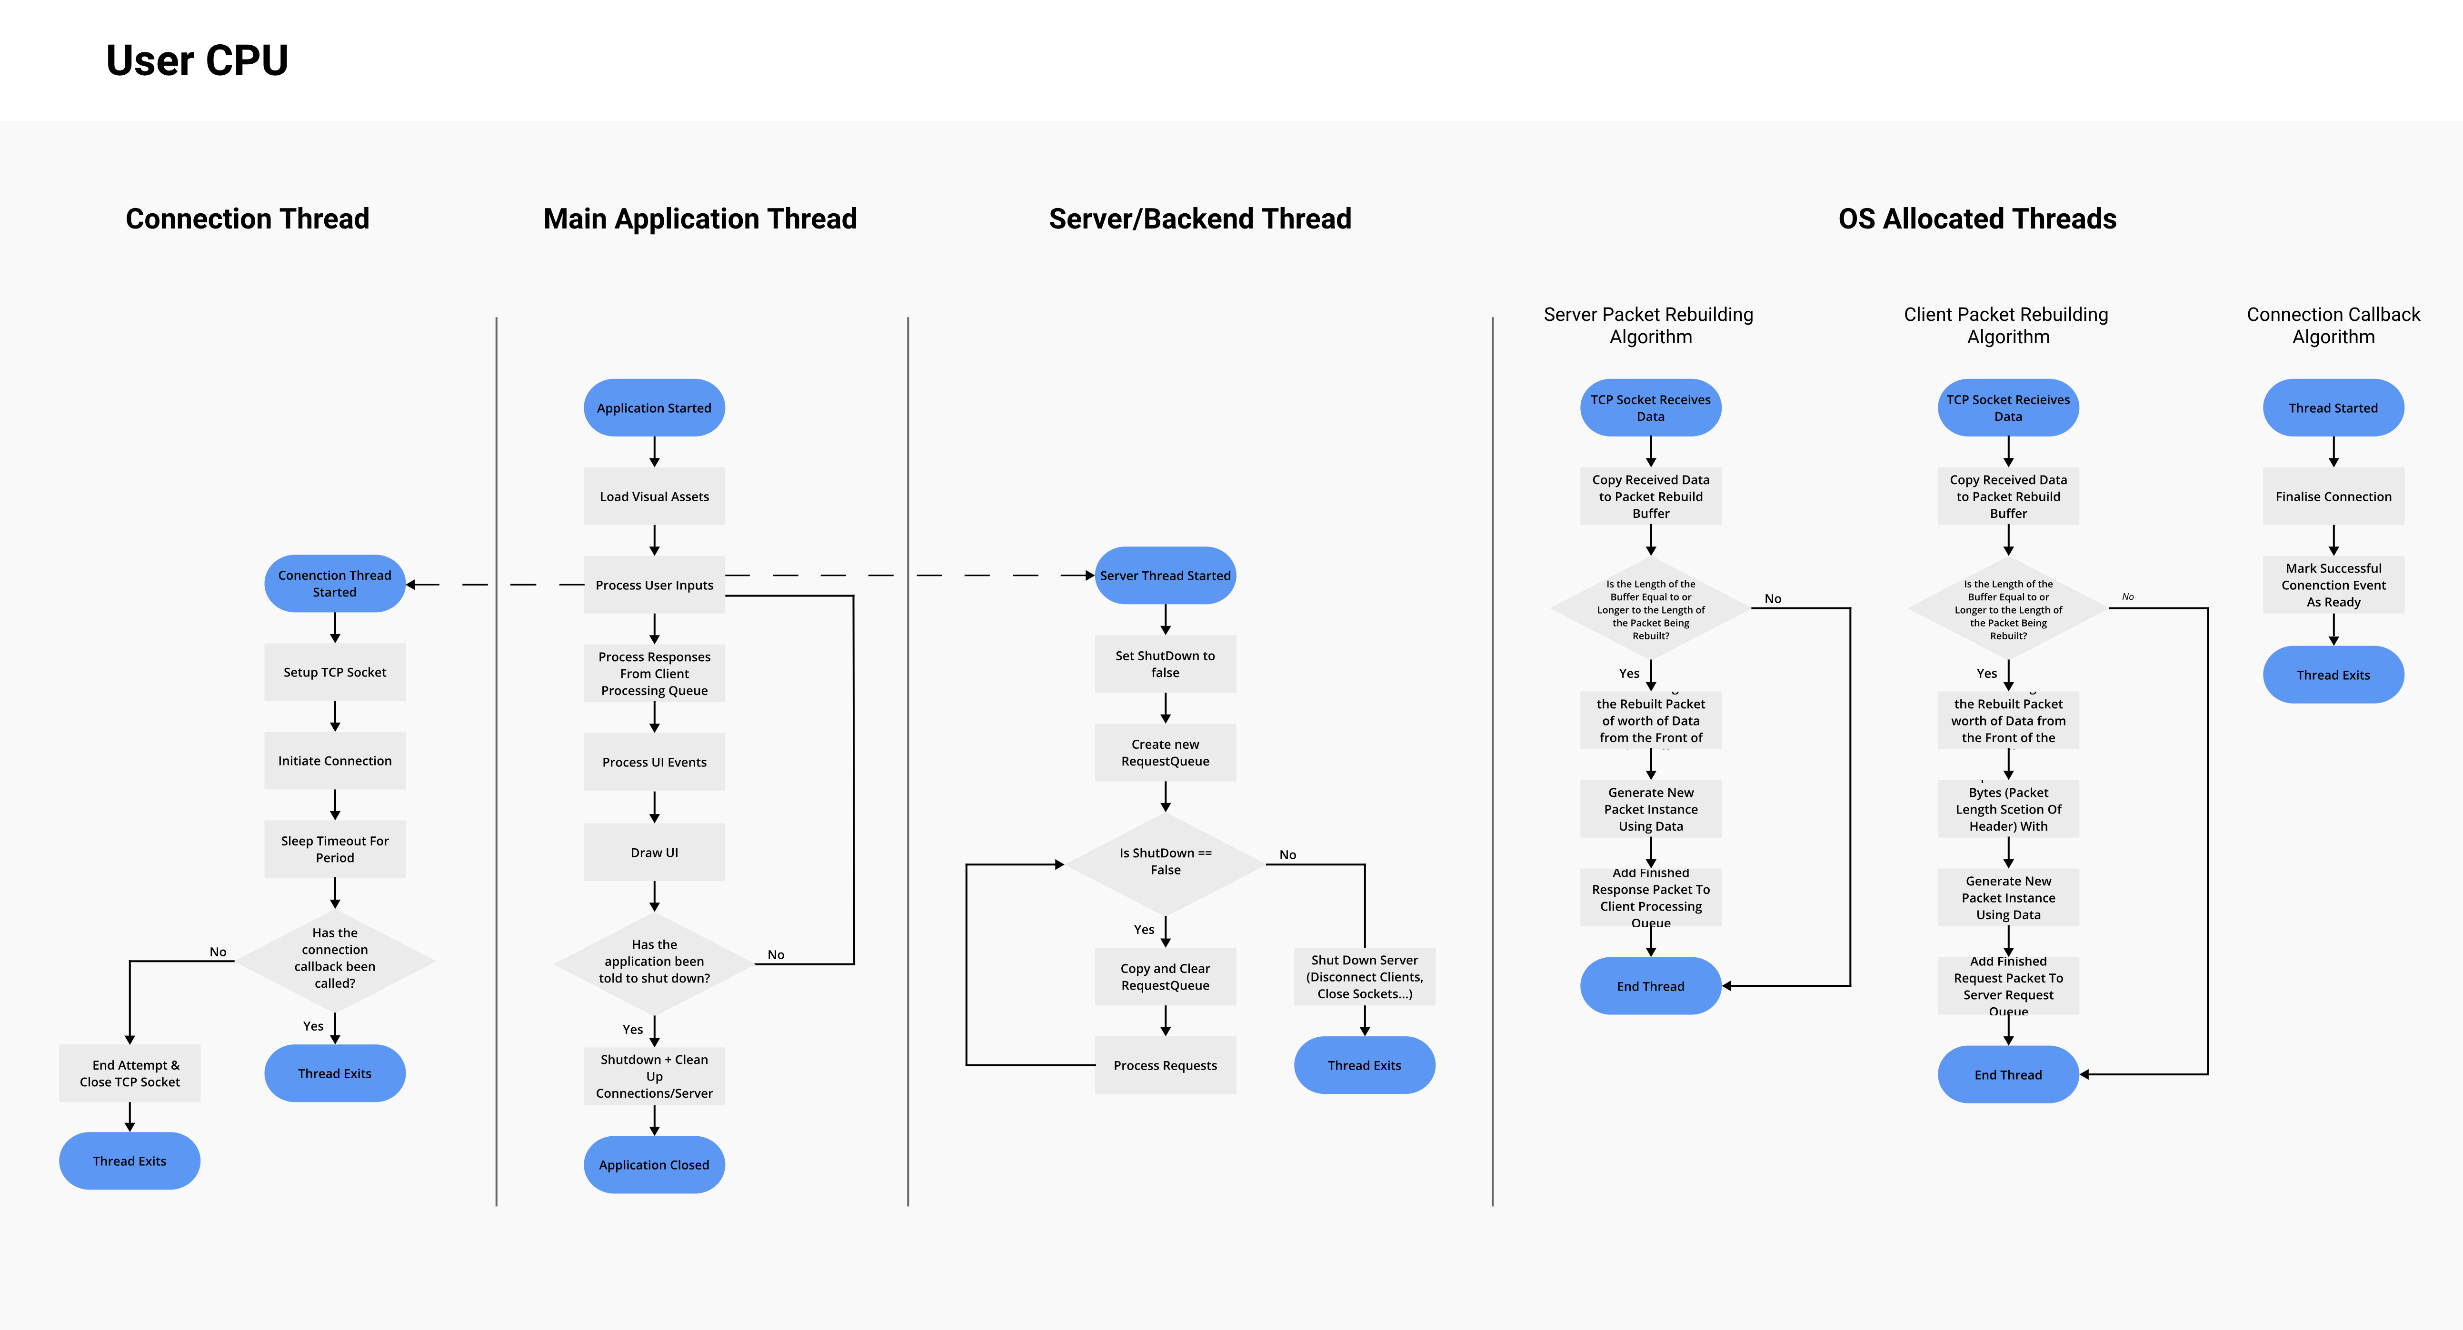 User CPU
Connection Thread
Conenction Thread
Started
Setup TCP Socket
Initiate Connection
Sleep Timeout For
Period
Has the
connection
callback been
called?
No
Yes
End Attempt &
Close TCP Socket
Thread Exits
Thread Exits
Main Application Thread
Application Started
Load Visual Assets
Process User Inputs
Process Responses
From Client
Processing Queue
Process UI Events
Draw UI
Has the
application been
told to shut down?
No
Yes
Shutdown + Clean
Up
Connections/Server
Application Closed
Server/Backend Thread
Server Thread Started
Set ShutDown to
false
Create new
RequestQueue
Is ShutDown ==
False
No
Yes
Copy and Clear
RequestQueue
Process Requests
Shut Down Server
(Disconnect Clients,
Close Sockets...)
Thread Exits
OS Allocated Threads
Server Packet Rebuilding
Algorithm
TCP Socket Receives
Data
Copy Received Data
to Packet Rebuild
Buffer
Is the Length of the
Buffer Equal to or
Longer to the Length of
the Packet Being
Rebuilt?
No
Yes
the Rebuilt Packet
of worth of Data
from the Front of
Generate New
Packet Instance
Using Data
Add Finished
Response Packet To
Client Processing
Queue
End Thread
Client Packet Rebuilding
Algorithm
TCP Socket Recieives
Data
Copy Received Data
to Packet Rebuild
Buffer
Is the Length of the
Buffer Equal to or
Longer to the Length of
the Packet Being
Rebuilt?
No
Yes
the Rebuilt Packet
worth of Data from
the Front of the
Bytes (Packet
Length Scetion Of
Header) With
Generate New
Packet Instance
Using Data
Add Finished
Request Packet To
Server Request
Queue
End Thread
Connection Callback
Algorithm
Thread Started
Finalise Connection
Mark Successful
Conenction Event
As Ready
Thread Exits